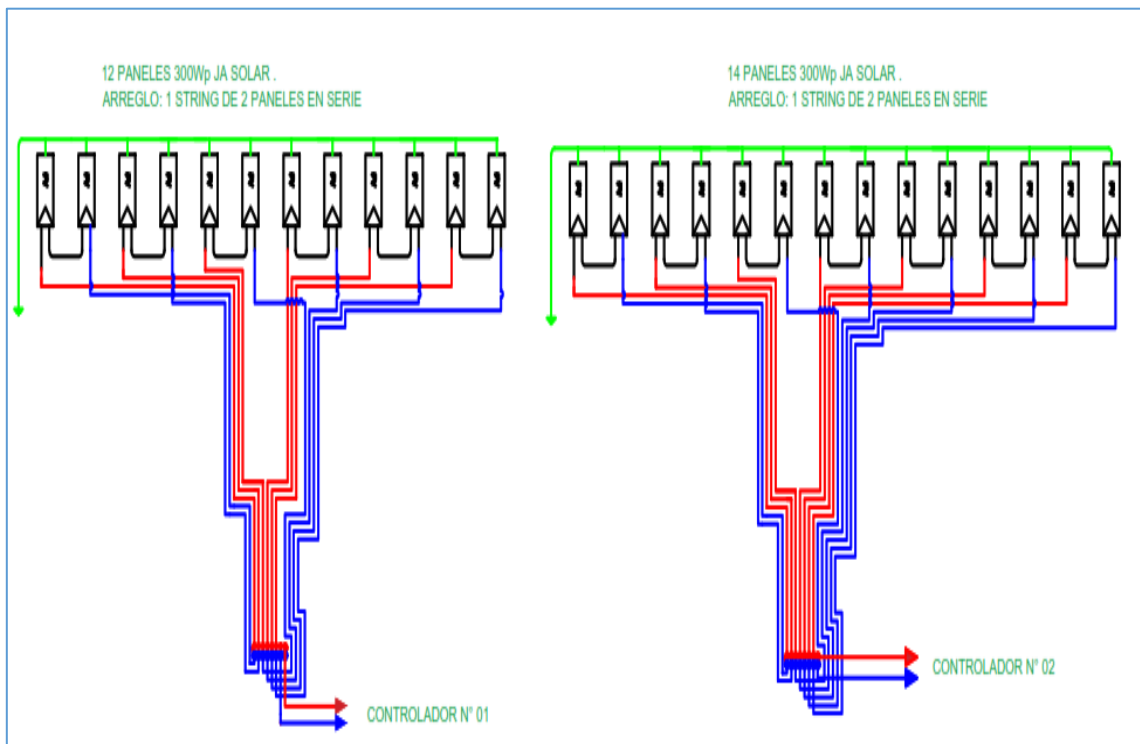 12 PANELES 300Wp JA SOLAR .
ARREGLO: 1 STRING DE 2 PANELES EN SERIE
14 PANELES 300Wp JA SOLAR .
ARREGLO: 1 STRING DE 2 PANELES EN SERIE
CONTROLADOR N° 01
CONTROLADOR N° 02